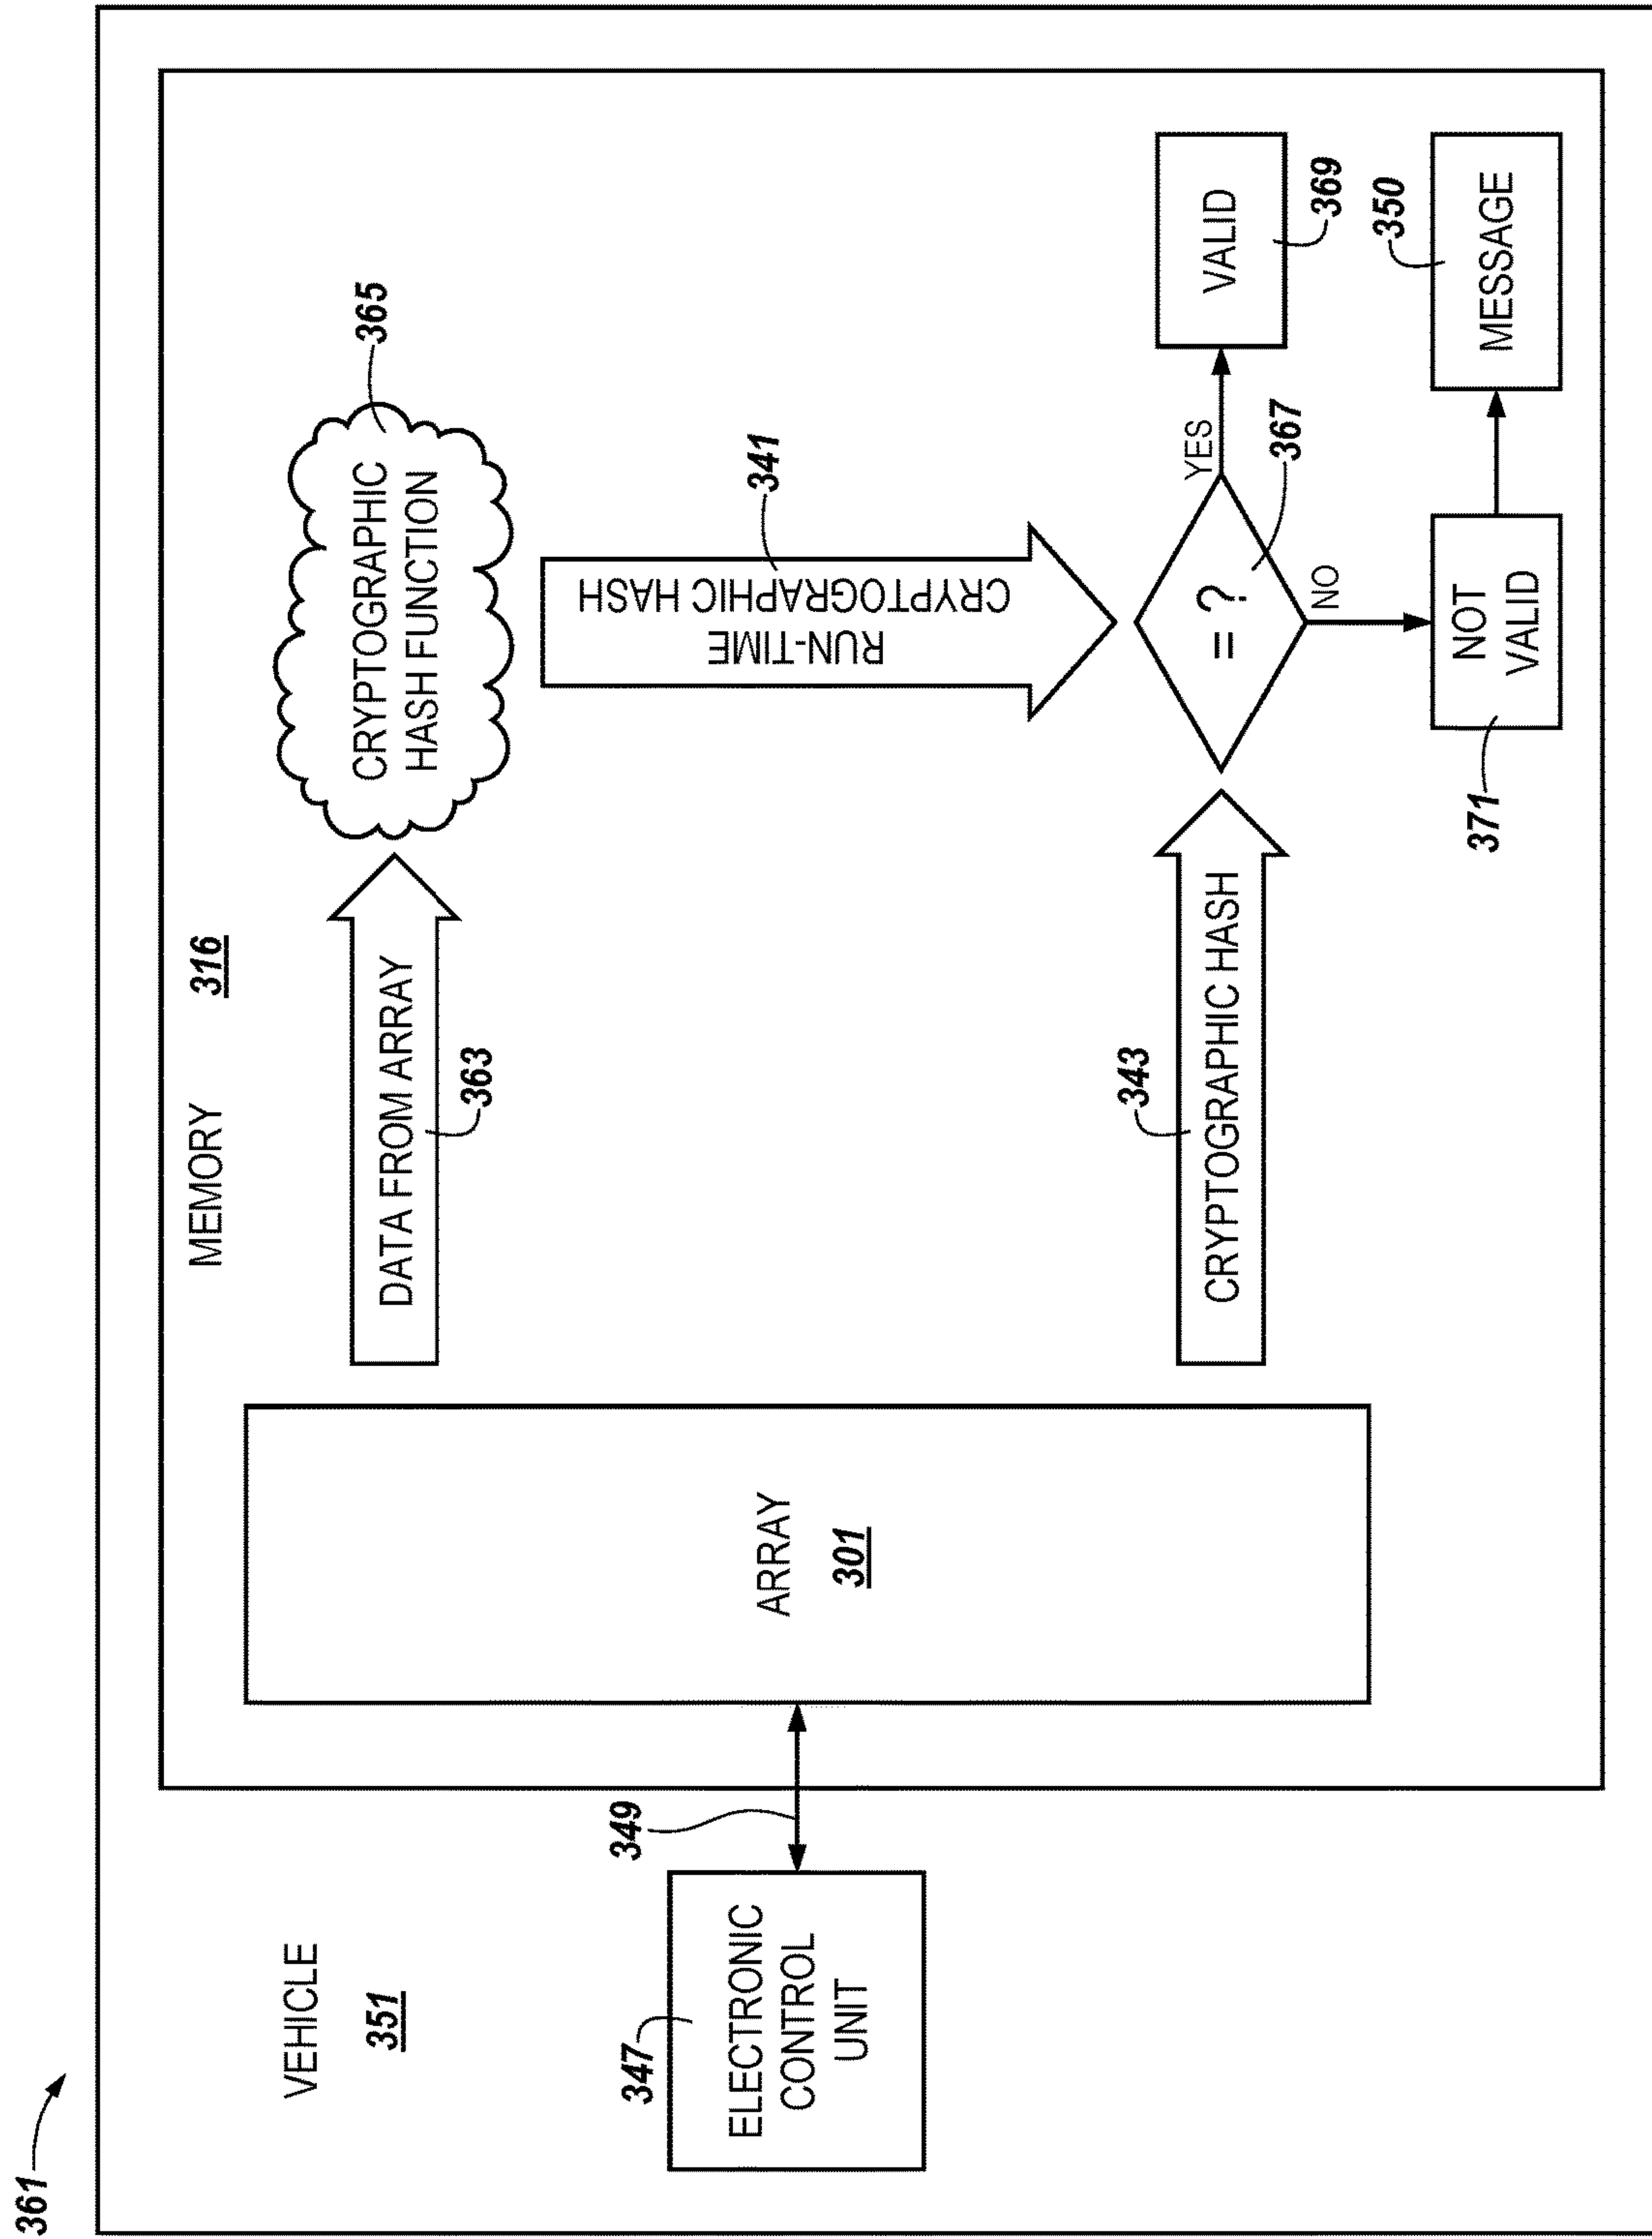 361
VEHICLE
351
MEMORY
316
347
ELECTRONIC
CONTROL
UNIT
349
ARRAY
301
DATA FROM ARRAY
363
CRYPTOGRAPHIC
HASH FUNCTION
365
RUN-TIME
CRYPTOGRAPHIC HASH
341
343
CRYPTOGRAPHIC HASH
= ?
367
YES
VALID
369
NO
NOT
VALID
371
MESSAGE
350